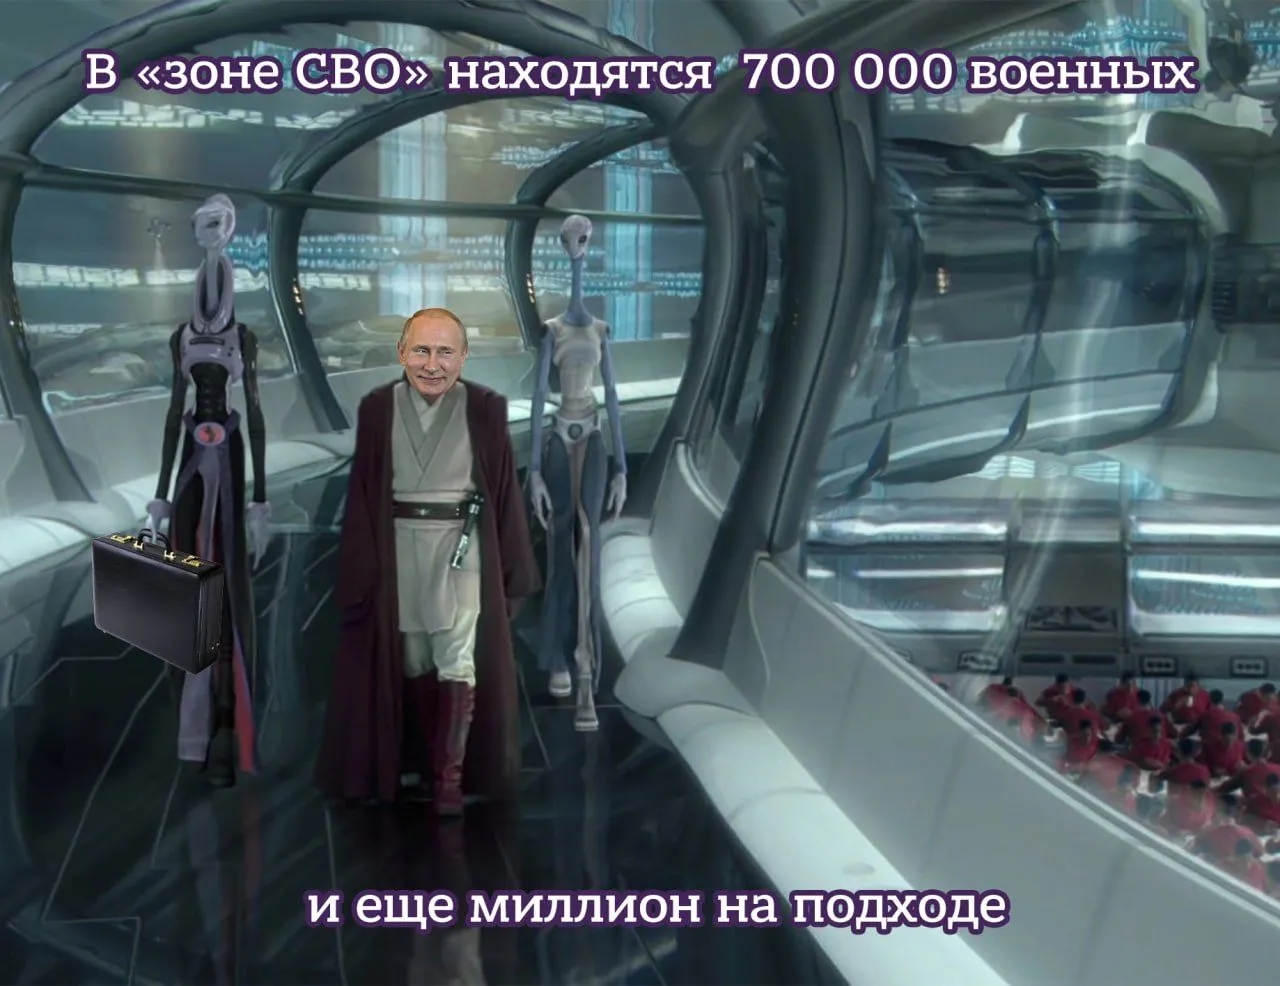 В «зоне СВО» находятся 700 000 военных
и еще миллион на подходе